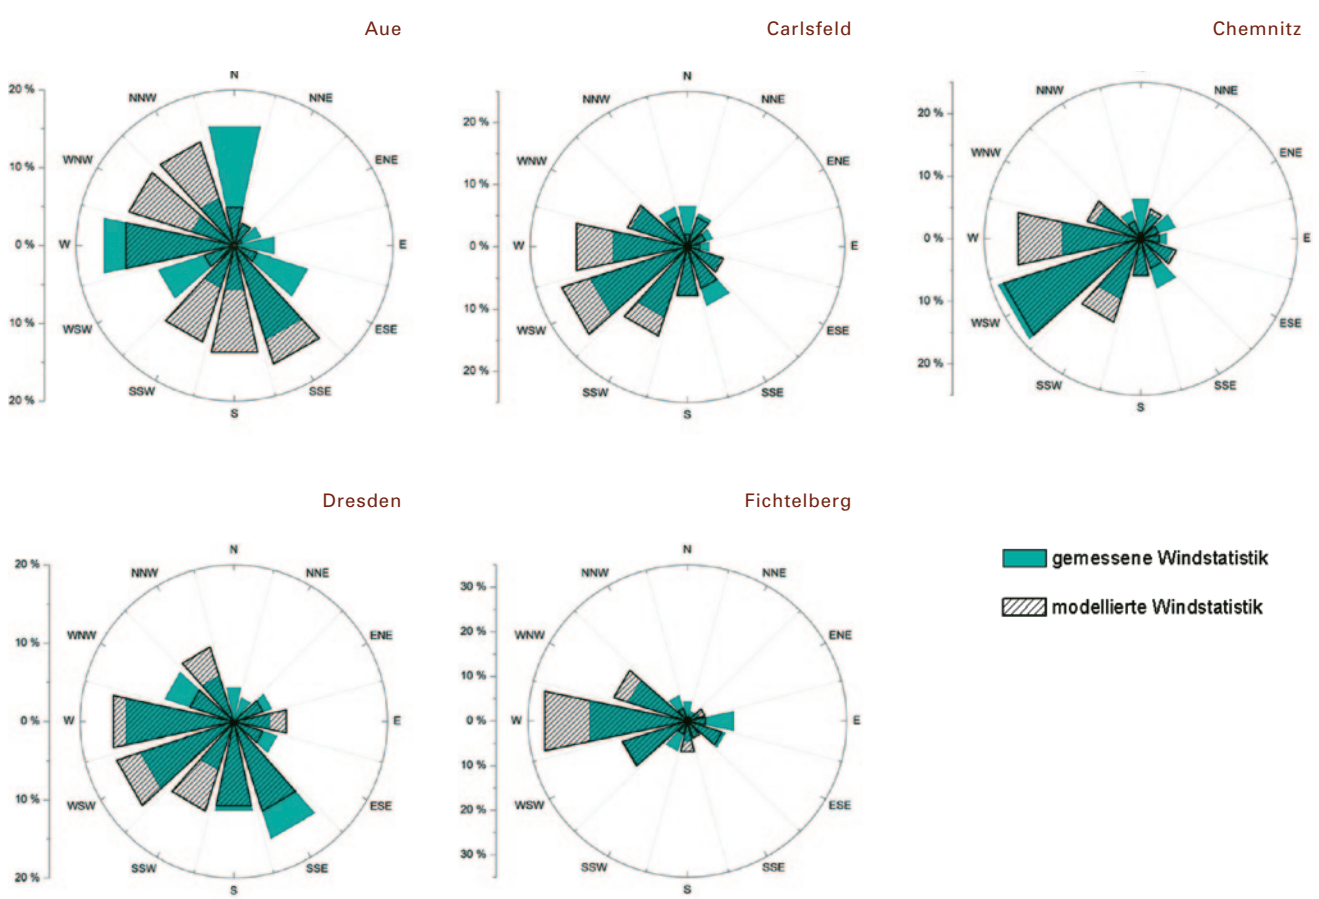 Aue
Carlsfeld
Chemnitz
N
NNE
ENE
E
ESE
SSE
S
SSW
WSW
W
WNW
NNW
20 %
10 %
0 %
10 %
20 %
N
NNE
ENE
E
ESE
SSE
S
SSW
WSW
W
WNW
NNW
20 %
10 %
0 %
10 %
20 %
NNE
ENE
E
ESE
SSE
S
SSW
WSW
W
WNW
NNW
20 %
10 %
0 %
10 %
20 %
Dresden
Fichtelberg
N
NNE
ENE
E
ESE
SSE
S
SSW
WSW
W
WNW
NNW
20 %
10 %
0 %
10 %
20 %
N
NNE
ENE
E
ESE
SSE
S
SSW
WSW
W
WNW
NNW
30 %
20 %
10 %
0 %
10 %
20 %
30 %
gemessene Windstatistik
modellierte Windstatistik